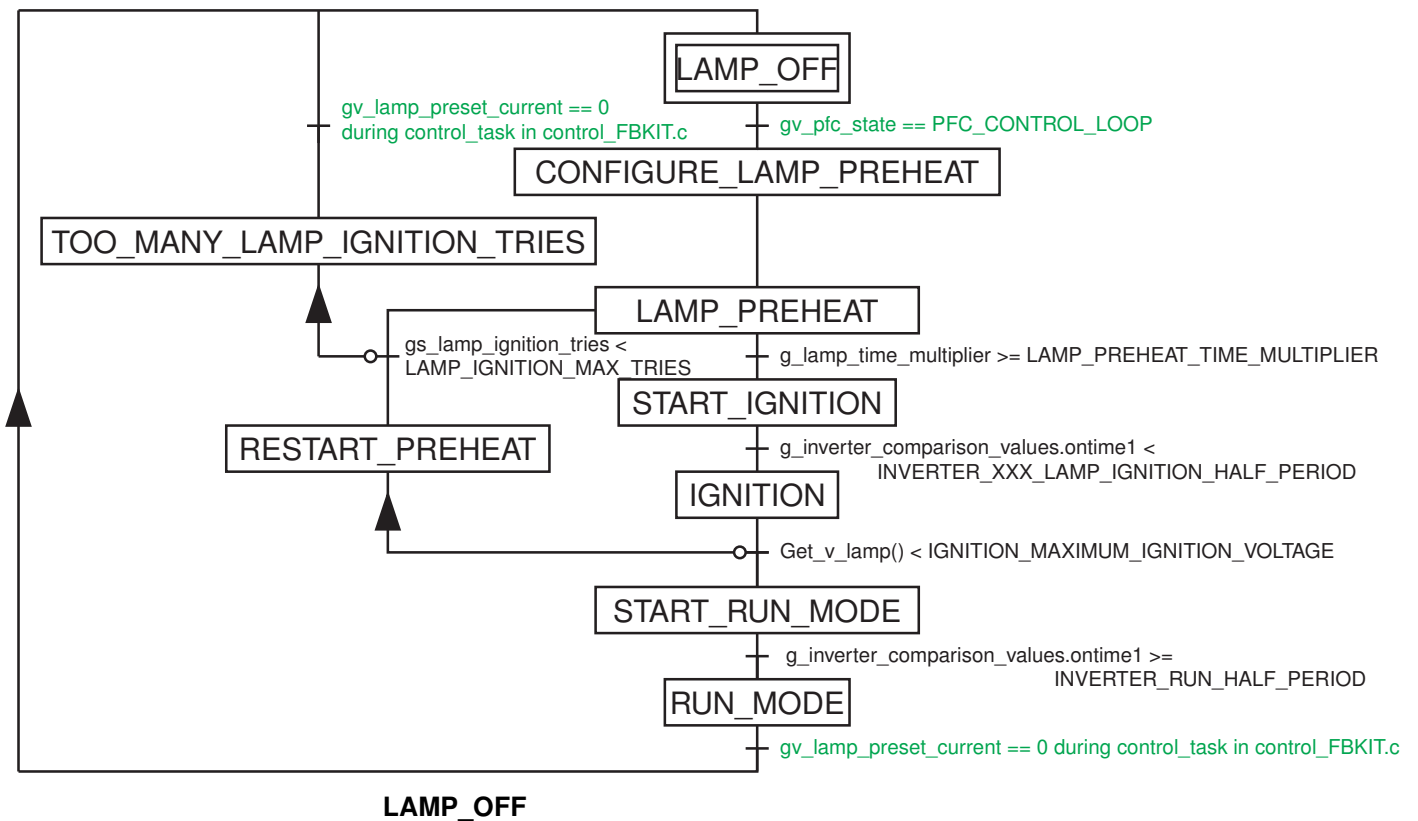 LAMP_OFF
gv_lamp_preset_current == 0
during control_task in control_FBKIT.c
gv_pfc_state == PFC_CONTROL_LOOP
CONFIGURE_LAMP_PREHEAT
TOO_MANY_LAMP_IGNITION_TRIES
LAMP_PREHEAT
gs_lamp_ignition_tries <
LAMP_IGNITION_MAX_TRIES
g_lamp_time_multiplier >= LAMP_PREHEAT_TIME_MULTIPLIER
START_IGNITION
RESTART_PREHEAT
g_inverter_comparison_values.ontime1 <
INVERTER_XXX_LAMP_IGNITION_HALF_PERIOD
IGNITION
Get_v_lamp() < IGNITION_MAXIMUM_IGNITION_VOLTAGE
START_RUN_MODE
g_inverter_comparison_values.ontime1 >=
INVERTER_RUN_HALF_PERIOD
RUN_MODE
gv_lamp_preset_current == 0 during control_task in control_FBKIT.c
LAMP_OFF